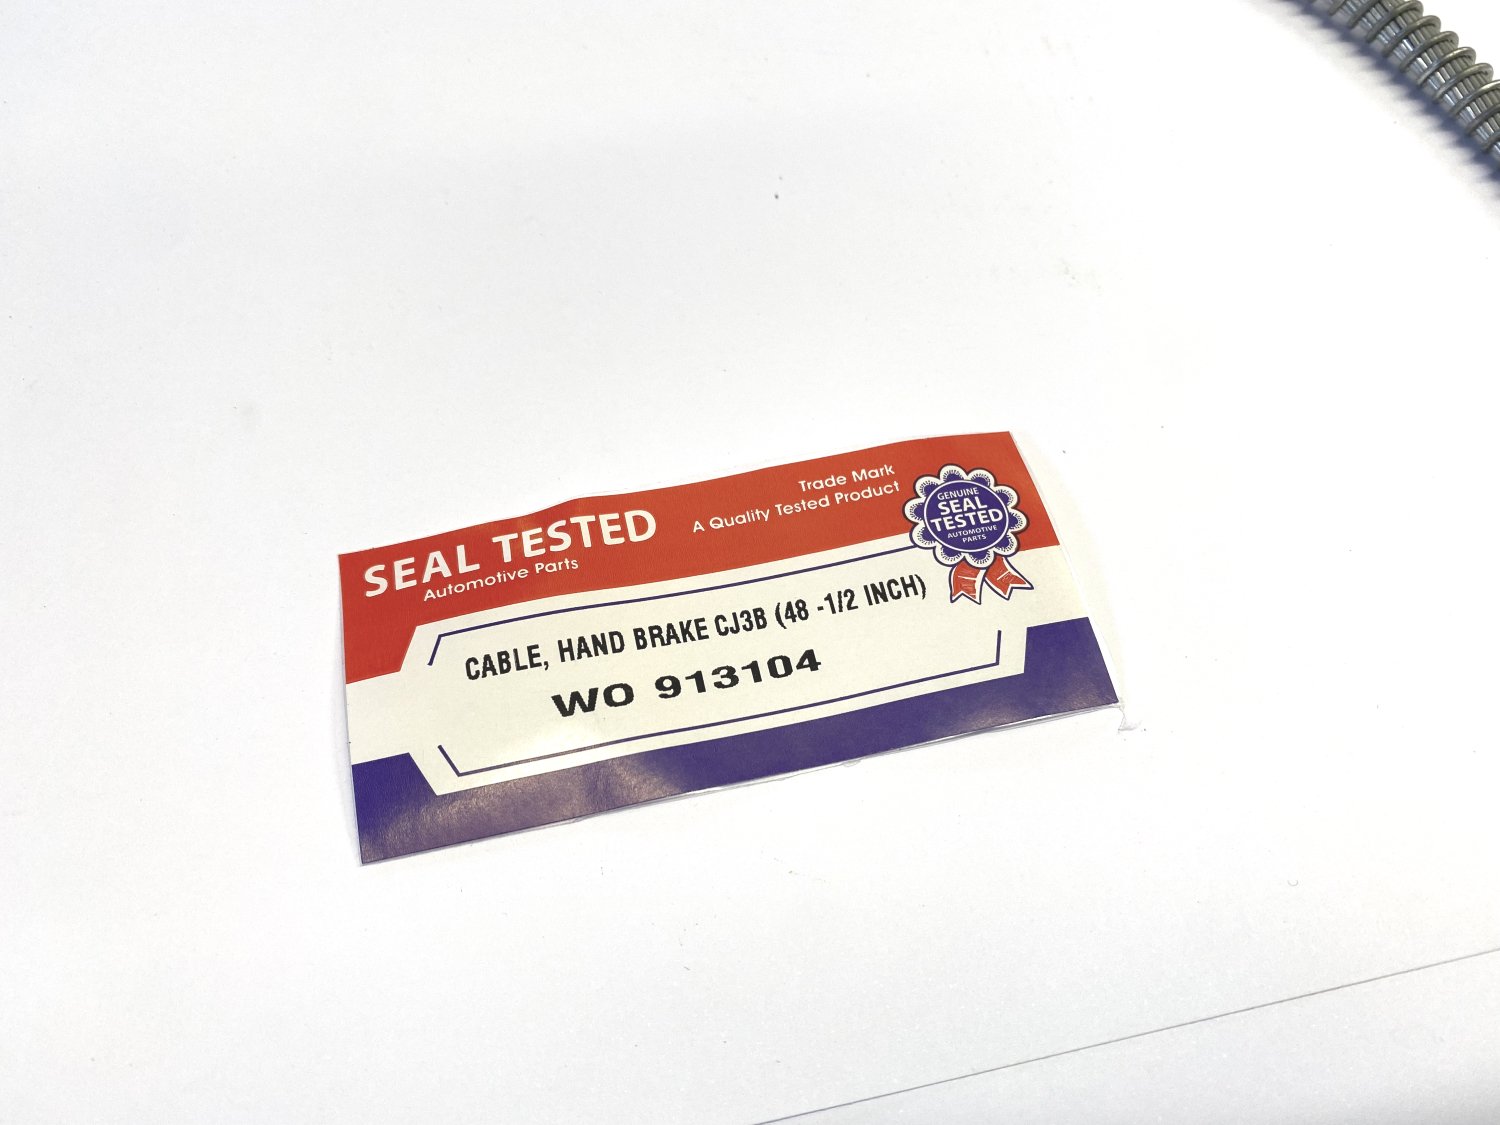 SEAL TESTED
Automotive Parts
Trade Mark
A Quality Tested Product
GENUINE
SEAL
TESTED
AUTOMOTIVE
PARTS
CABLE, HAND BRAKE CJ3B (48 -1/2 INCH)
WO 913104